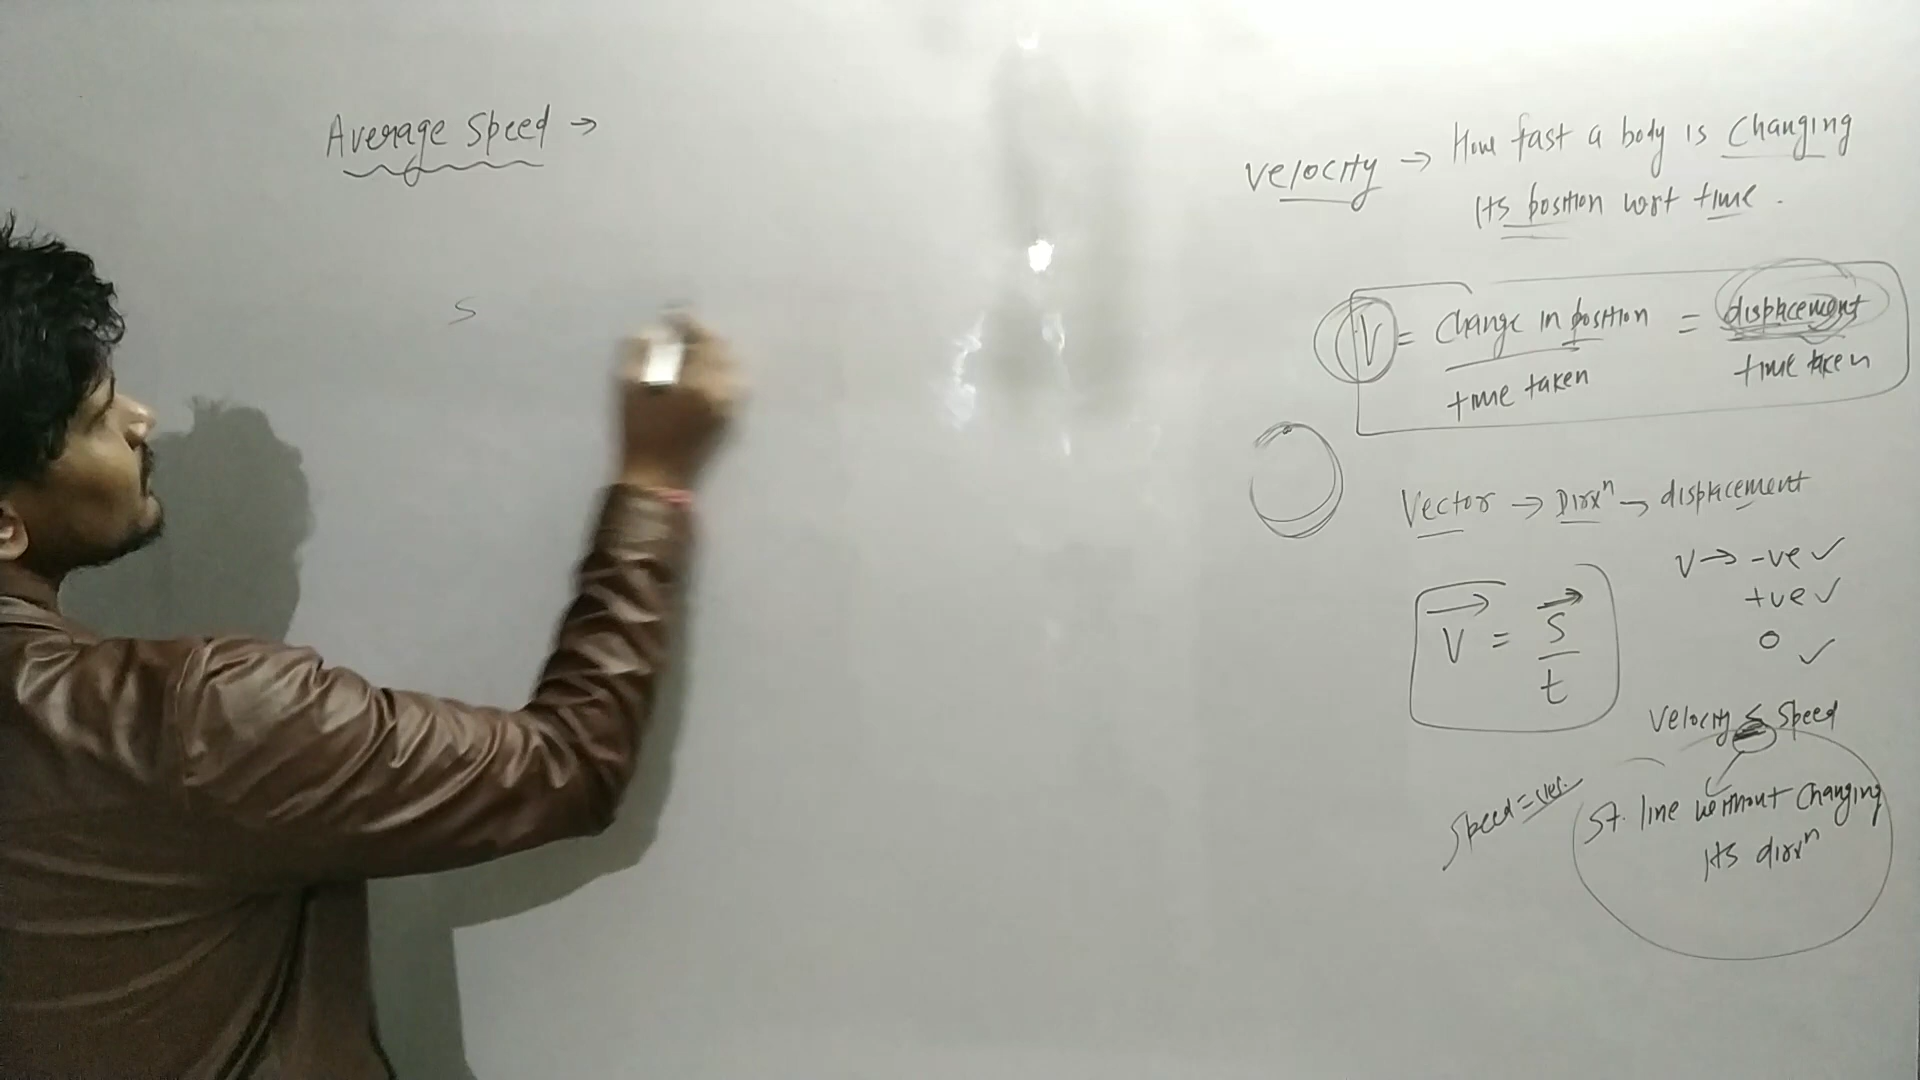 Average Speed →
S
Velocity → How fast a body is changing
its position wrt time.
V = change in position / time taken = displacement / time taken
Vector → Dirxⁿ → displacement
V → -ve ✓
+ve ✓
0 ✓
V⃗ = S⃗ / t
Velocity ≤ Speed
Speed = vel.
St. line without changing
its dirxⁿ